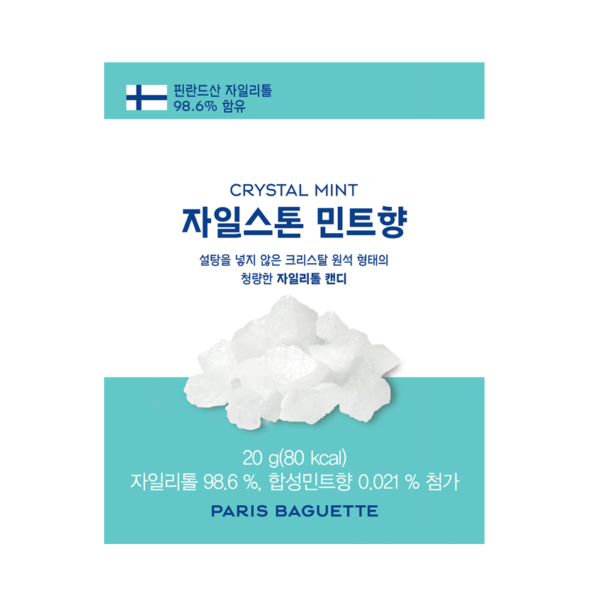 핀란드산 자일리톨
98.6% 함유
CRYSTAL MINT
자일스톤 민트향
설탕을 넣지 않은 크리스탈 원석 형태의
청량한 자일리톨 캔디
20 g(80 kcal)
자일리톨 98.6 %, 합성민트향 0.021 % 첨가
PARIS BAGUETTE